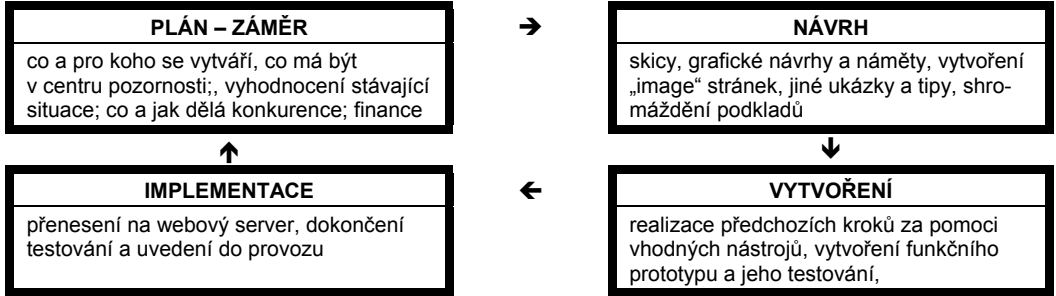 PLÁN – ZÁMĚR
co a pro koho se vytváří, co má být
v centru pozornosti;, vyhodnocení stávající
situace; co a jak dělá konkurence; finance
NÁVRH
skicy, grafické návrhy a náměty, vytvoření
„image“ stránek, jiné ukázky a tipy, shro-
máždění podkladů
VYTVOŘENÍ
realizace předchozích kroků za pomoci
vhodných nástrojů, vytvoření funkčního
prototypu a jeho testování,
IMPLEMENTACE
přenesení na webový server, dokončení
testování a uvedení do provozu